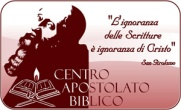 "L'ignoranza
delle Scritture
è ignoranza di Cristo"
San Girolamo
CENTRO
APOSTOLATO
BIBLICO